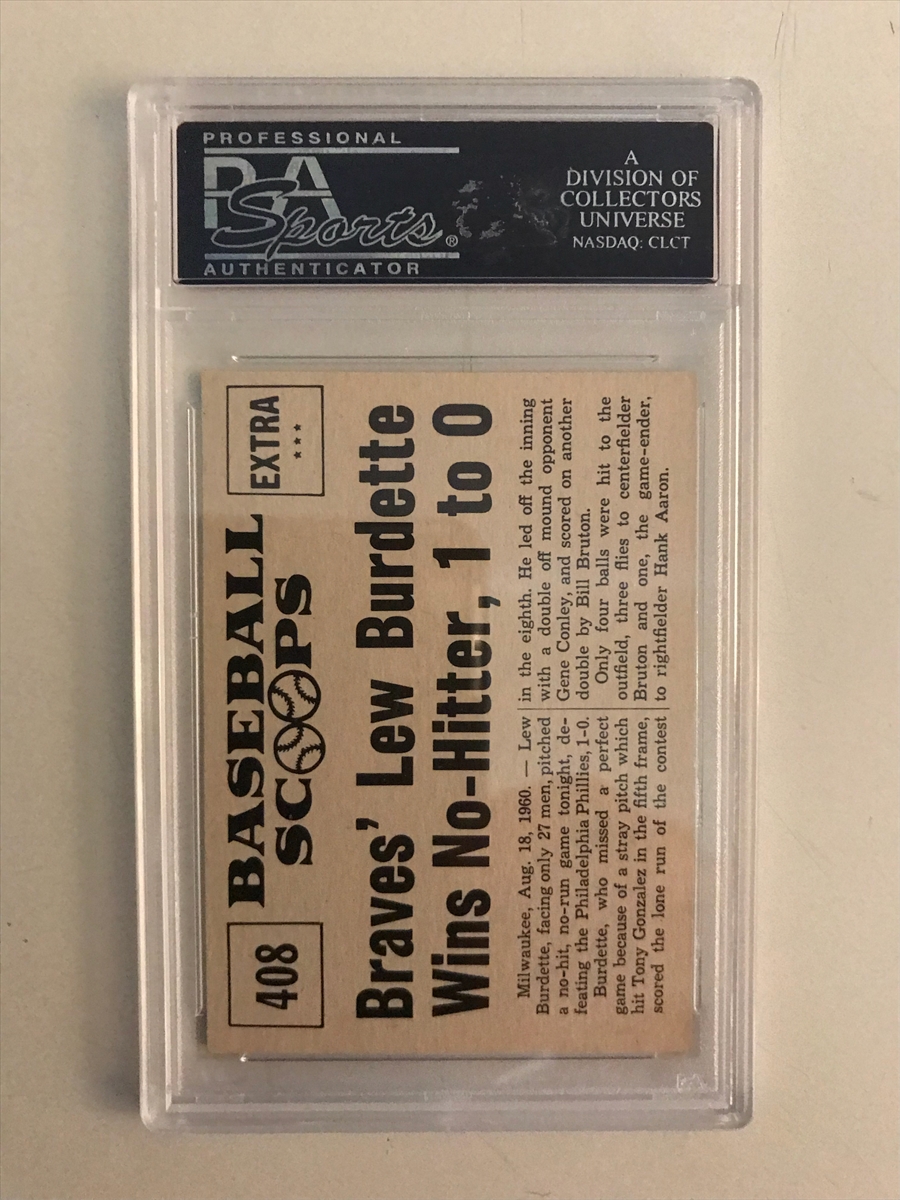 PROFESSIONAL
PSA
Sports®
AUTHENTICATOR
A
DIVISION OF
COLLECTORS
UNIVERSE
NASDAQ: CLCT
408
BASEBALL
SCOOPS
EXTRA
***
Braves' Lew Burdette
Wins No-Hitter, 1 to 0
Milwaukee, Aug. 18, 1960. — Lew
Burdette, facing only 27 men, pitched
a no-hit, no-run game tonight, de-
feating the Philadelphia Phillies, 1-0.
Burdette, who missed a perfect
game because of a stray pitch which
hit Tony Gonzalez in the fifth frame,
scored the lone run of the contest
in the eighth. He led off the inning
with a double off mound opponent
Gene Conley, and scored on another
double by Bill Bruton.
Only four balls were hit to the
outfield, three flies to centerfielder
Bruton and one, the game-ender,
to rightfielder Hank Aaron.